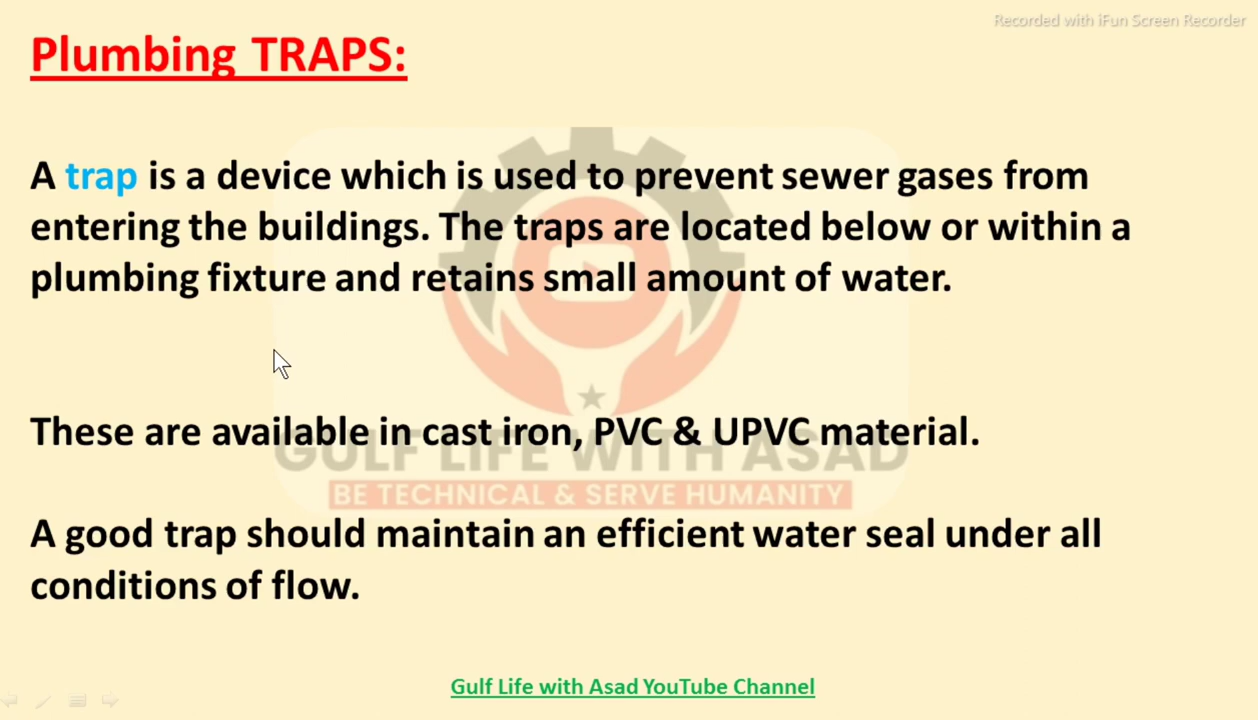 Recorded with iFun Screen Recorder
Plumbing TRAPS:
A trap is a device which is used to prevent sewer gases from
entering the buildings. The traps are located below or within a
plumbing fixture and retains small amount of water.
These are available in cast iron, PVC & UPVC material.
GULF LIFE WITH ASAD
BE TECHNICAL & SERVE HUMANITY
A good trap should maintain an efficient water seal under all
conditions of flow.
Gulf Life with Asad YouTube Channel